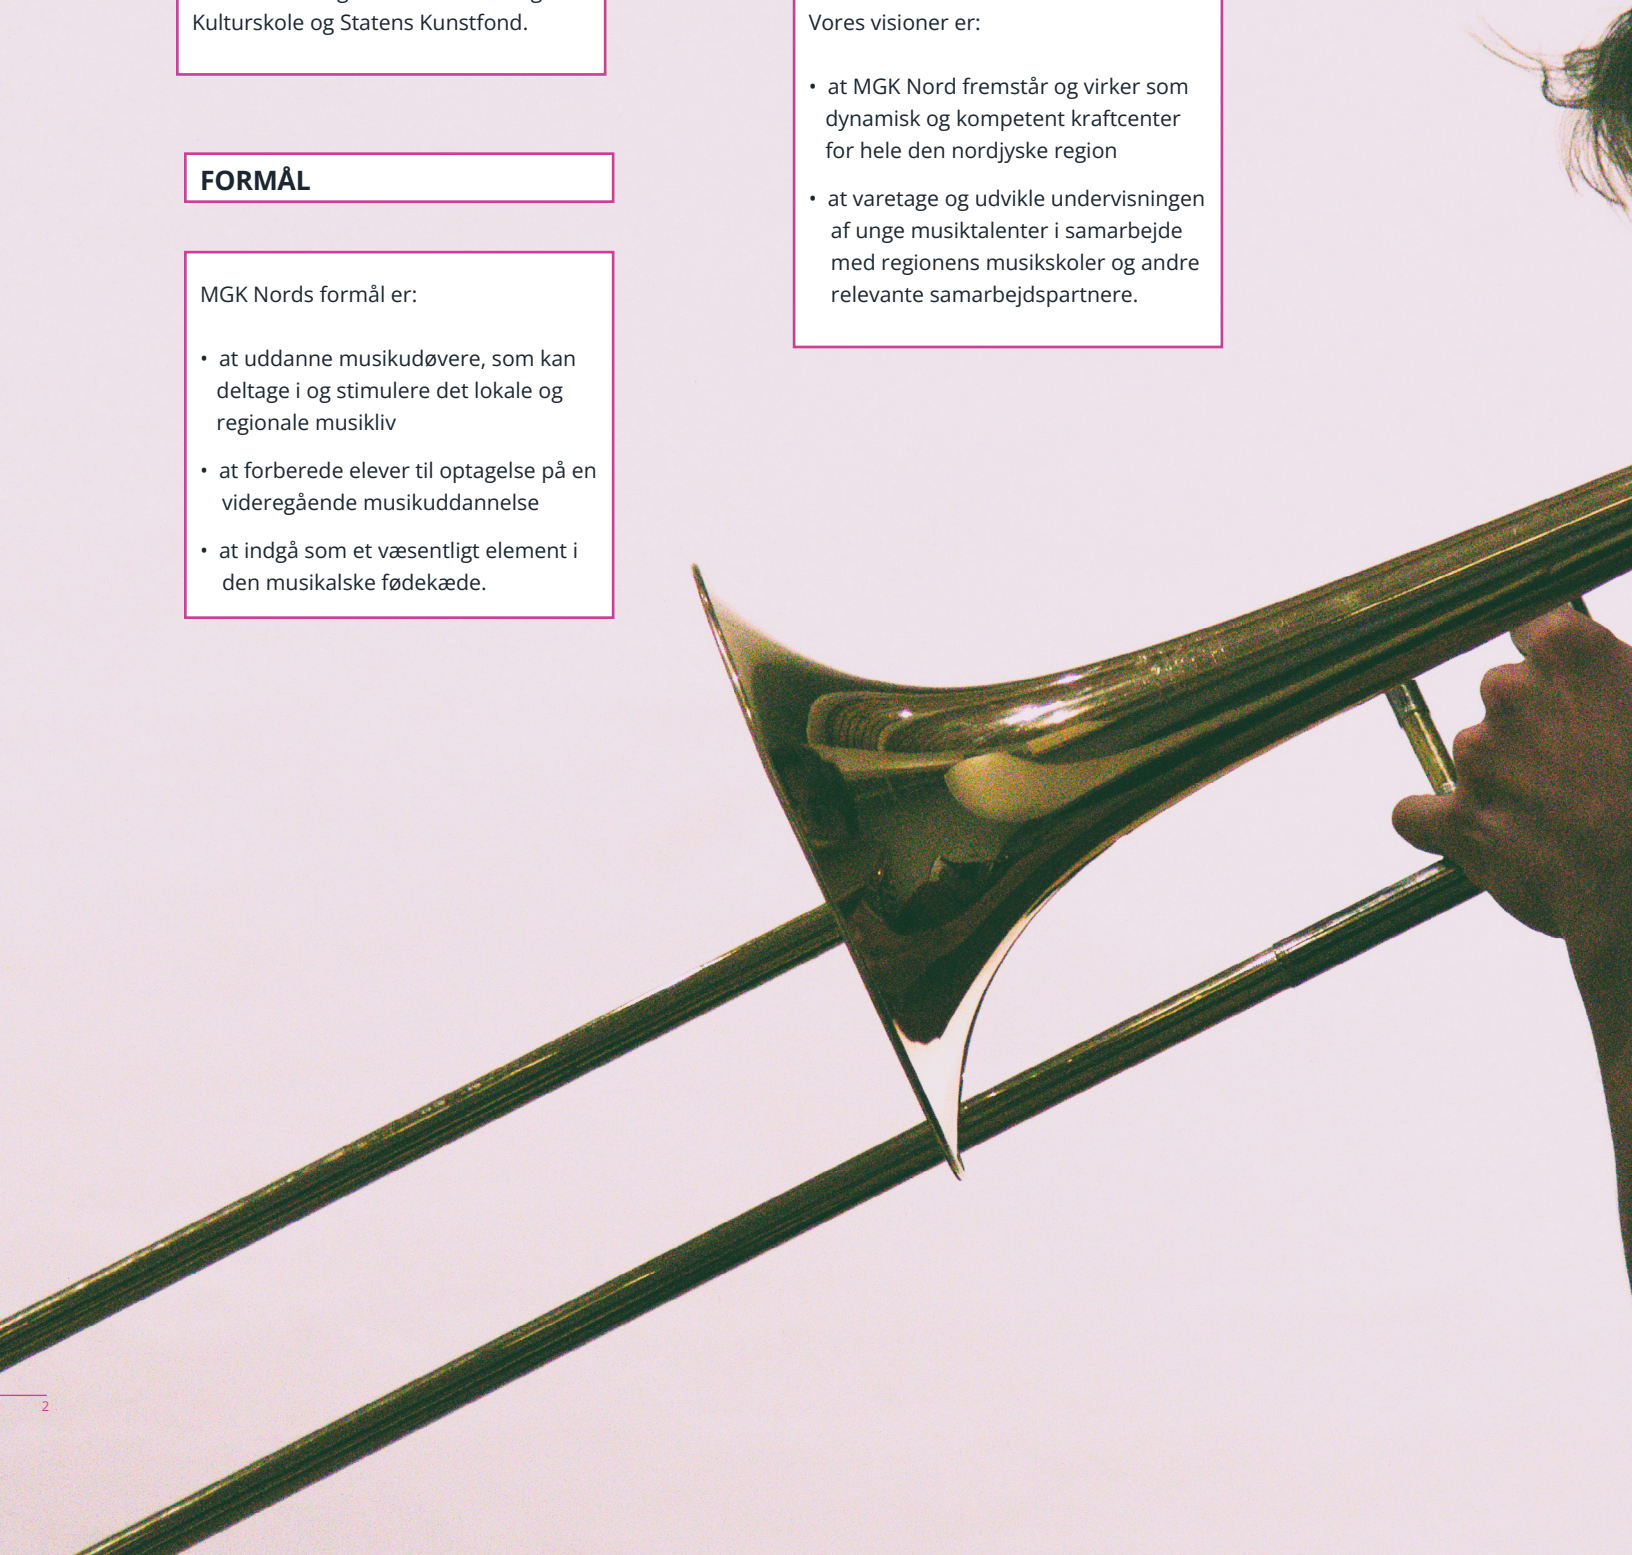 Kulturskole og Statens Kunstfond.
FORMÅL
MGK Nords formål er:
• at uddanne musikudøvere, som kan
deltage i og stimulere det lokale og
regionale musikliv
• at forberede elever til optagelse på en
videregående musikuddannelse
• at indgå som et væsentligt element i
den musikalske fødekæde.
Vores visioner er:
• at MGK Nord fremstår og virker som
dynamisk og kompetent kraftcenter
for hele den nordjyske region
• at varetage og udvikle undervisningen
af unge musiktalenter i samarbejde
med regionens musikskoler og andre
relevante samarbejdspartnere.
2